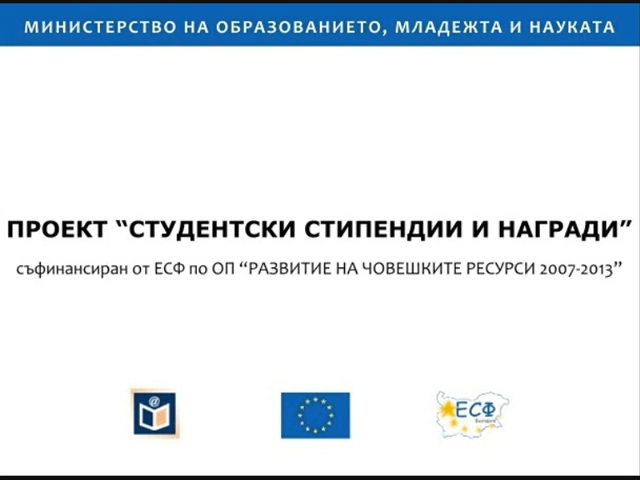 МИНИСТЕРСТВО НА ОБРАЗОВАНИЕТО, МЛАДЕЖТА И НАУКАТА
ПРОЕКТ “СТУДЕНТСКИ СТИПЕНДИИ И НАГРАДИ”
съфинансиран от ЕСФ по ОП “РАЗВИТИЕ НА ЧОВЕШКИТЕ РЕСУРСИ 2007-2013”
@
ЕСФ
България